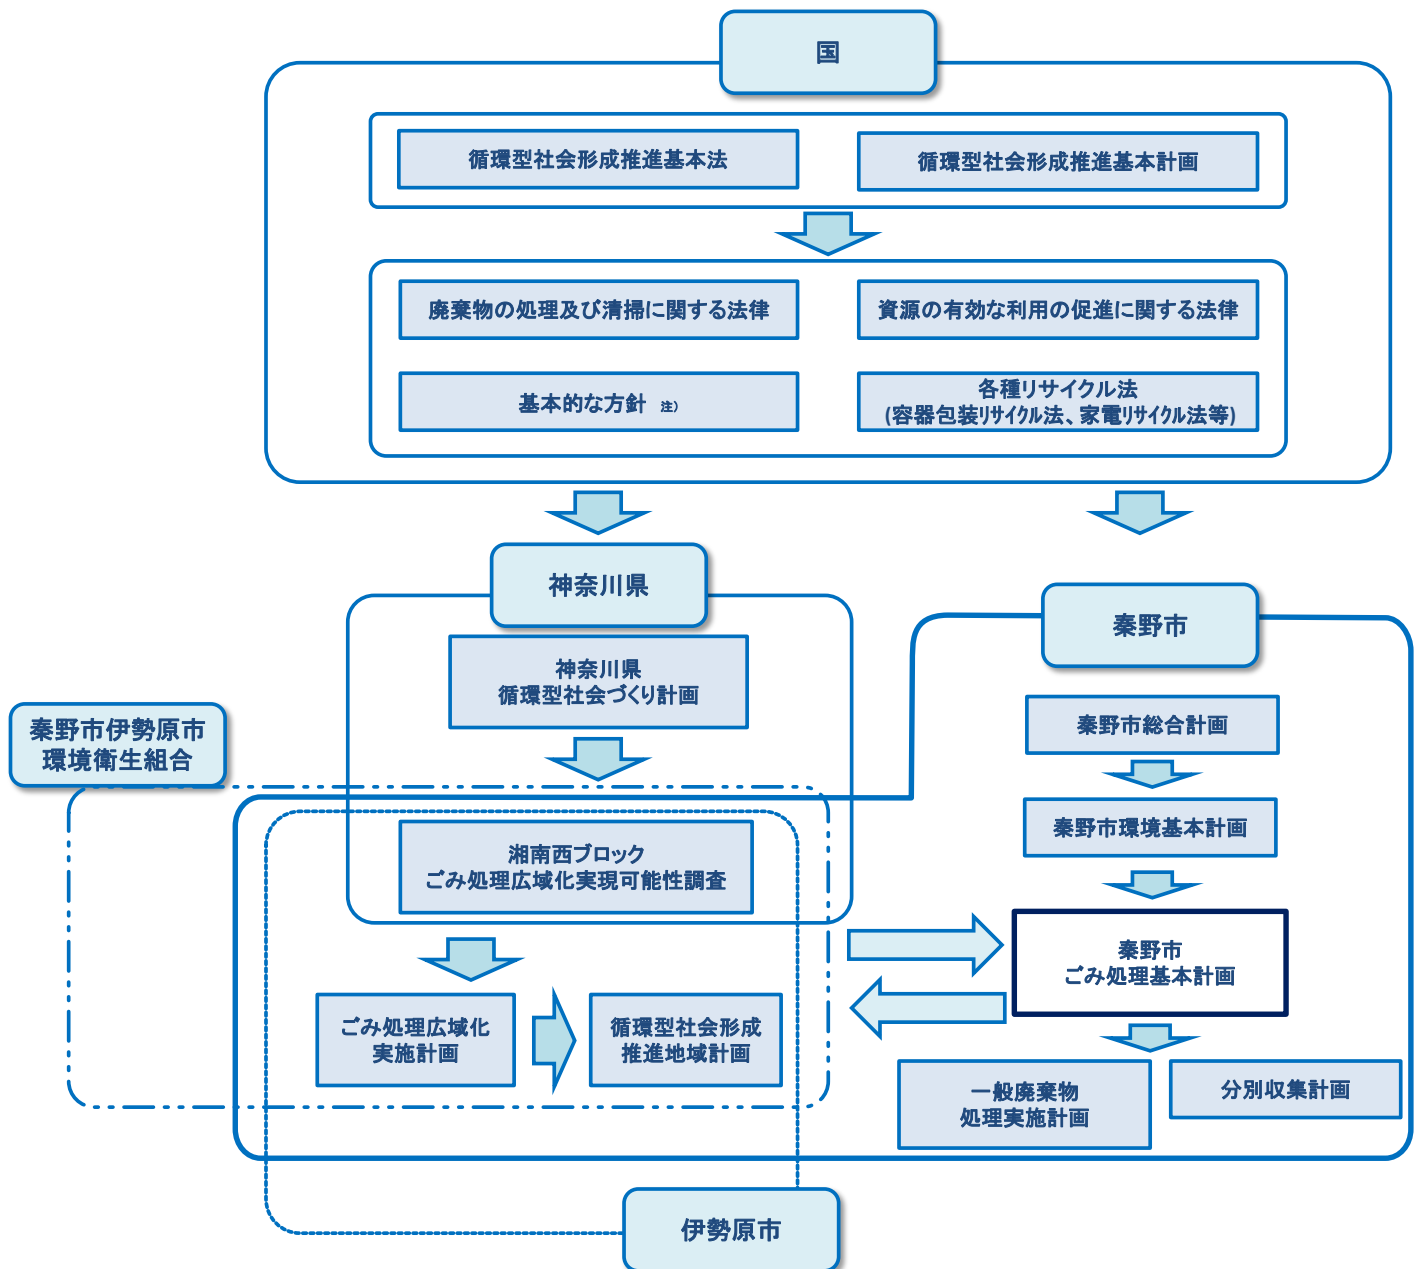 国
循環型社会形成推進基本法
循環型社会形成推進基本計画
廃棄物の処理及び清掃に関する法律
資源の有効な利用の促進に関する法律
基本的な方針 注)
各種リサイクル法
(容器包装ﾘｻｲｸﾙ法、家電ﾘｻｲｸﾙ法等)
神奈川県
神奈川県
循環型社会づくり計画
秦野市
秦野市総合計画
秦野市伊勢原市
環境衛生組合
秦野市環境基本計画
湘南西ブロック
ごみ処理広域化実現可能性調査
秦野市
ごみ処理基本計画
ごみ処理広域化
実施計画
循環型社会形成
推進地域計画
一般廃棄物
処理実施計画
分別収集計画
伊勢原市